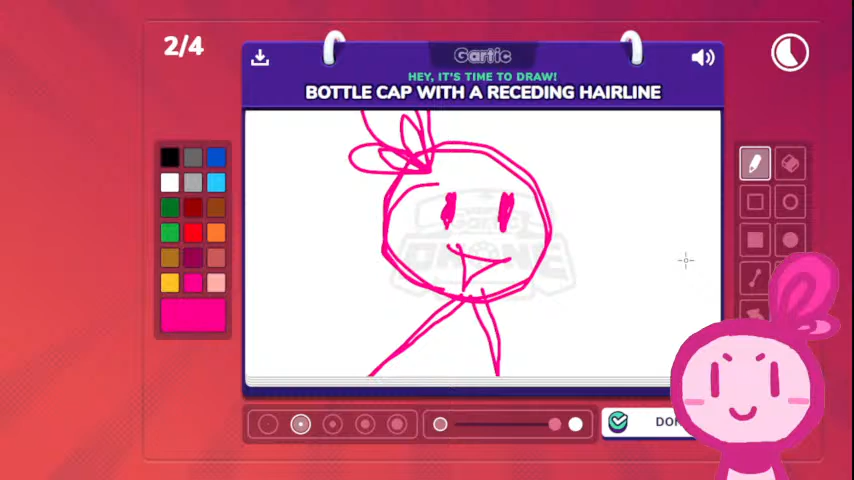 2/4
Gartic
HEY, IT'S TIME TO DRAW!
BOTTLE CAP WITH A RECEDING HAIRLINE